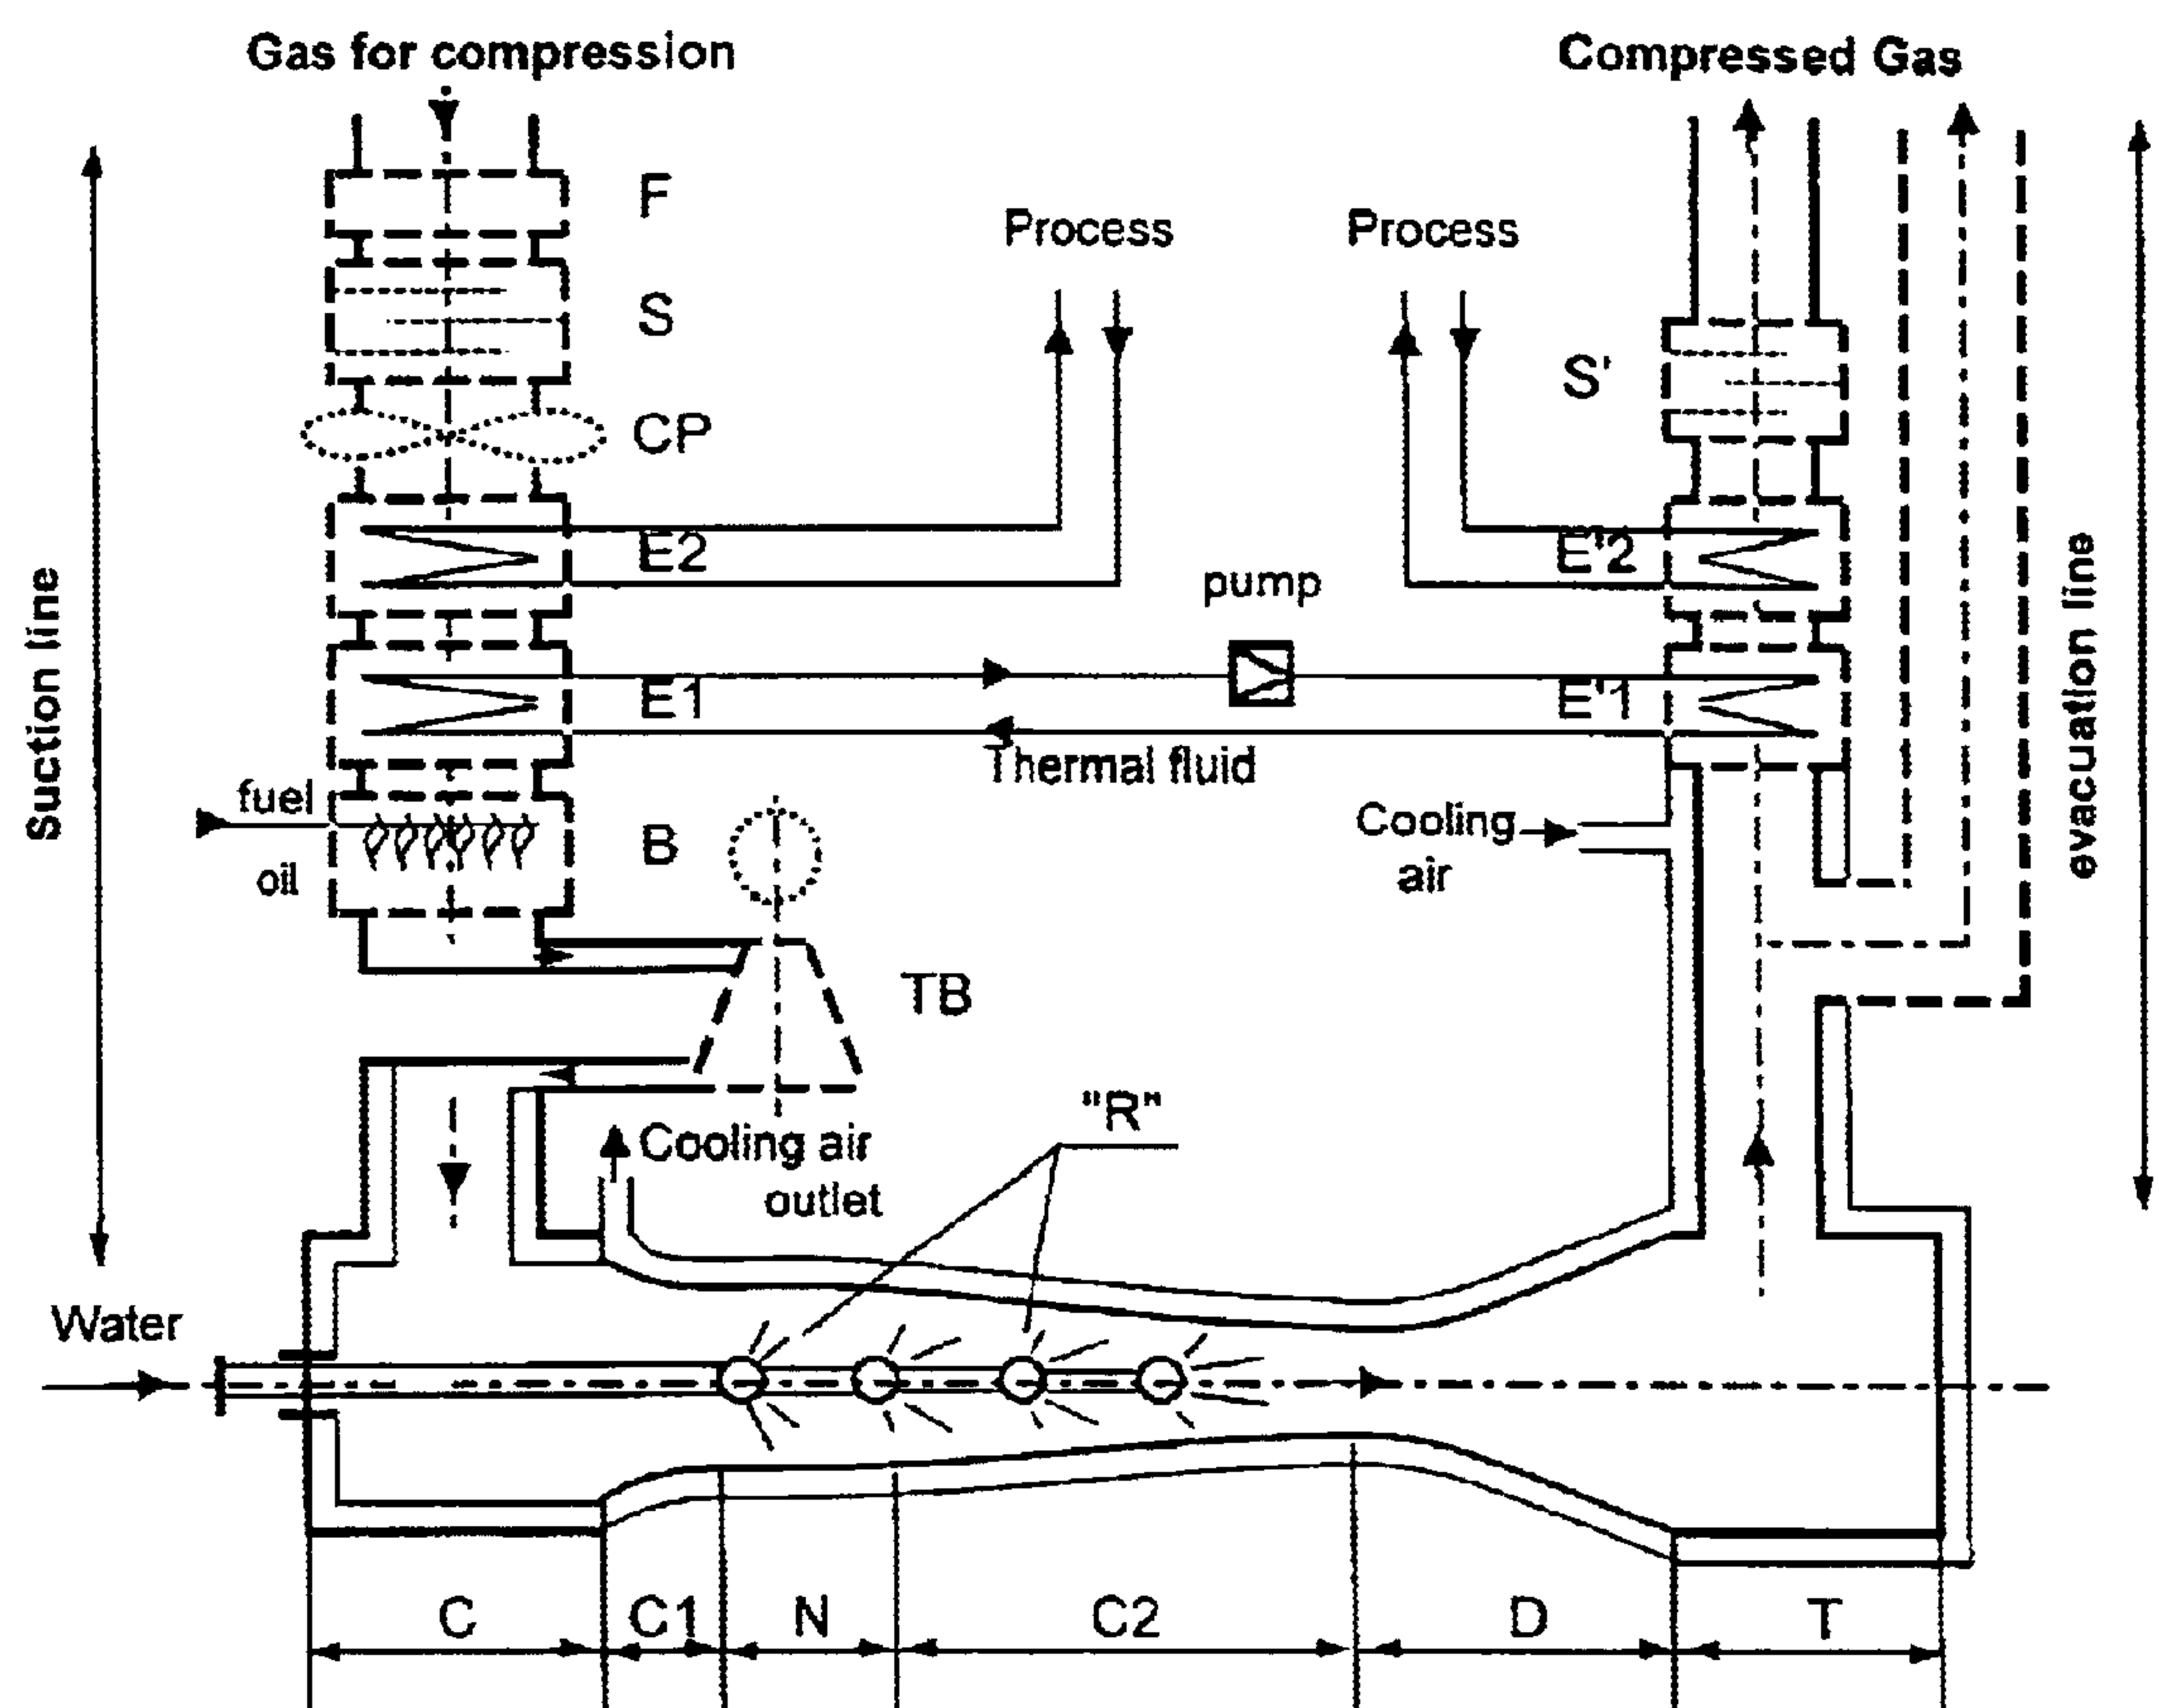 Gas for compression
Compressed Gas
F
S
CP
Process
Process
S'
E2
E'2
pump
E1
E'1
Thermal fluid
Suction line
evacuation line
fuel
oil
B
Cooling
air
TB
"R"
Cooling air
outlet
Water
C
C1
N
C2
D
T